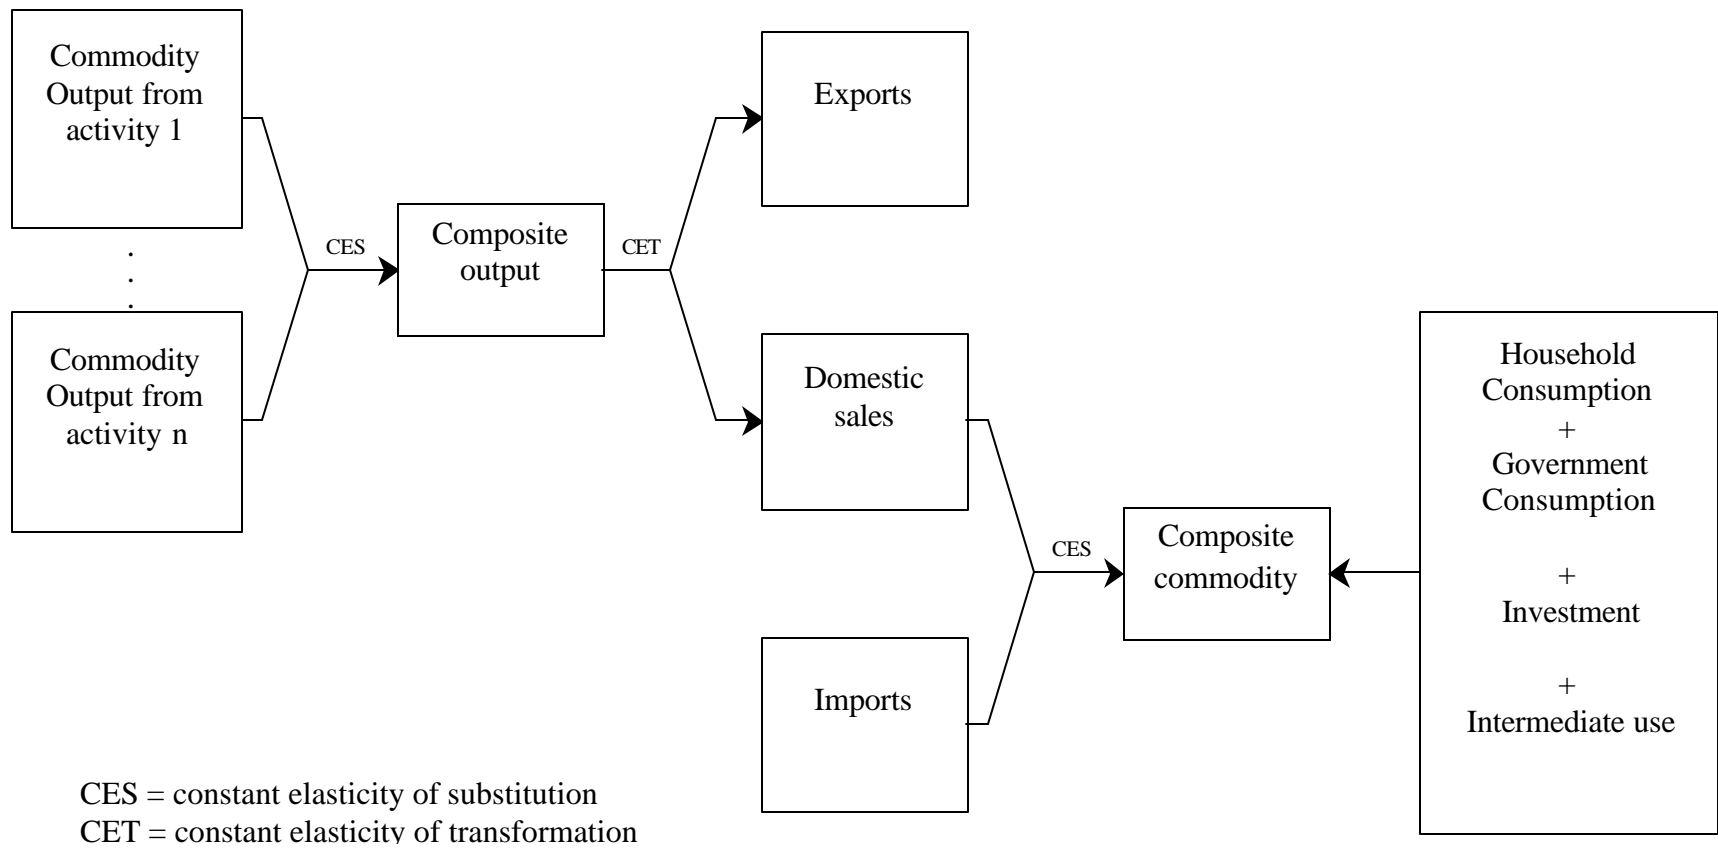 Commodity
Output from
activity 1
.
.
.
Commodity
Output from
activity n
CES
Composite
output
CET
Exports
Domestic
sales
Imports
CES
Composite
commodity
Household
Consumption
+
Government
Consumption
+
Investment
+
Intermediate use
CES = constant elasticity of substitution
CET = constant elasticity of transformation